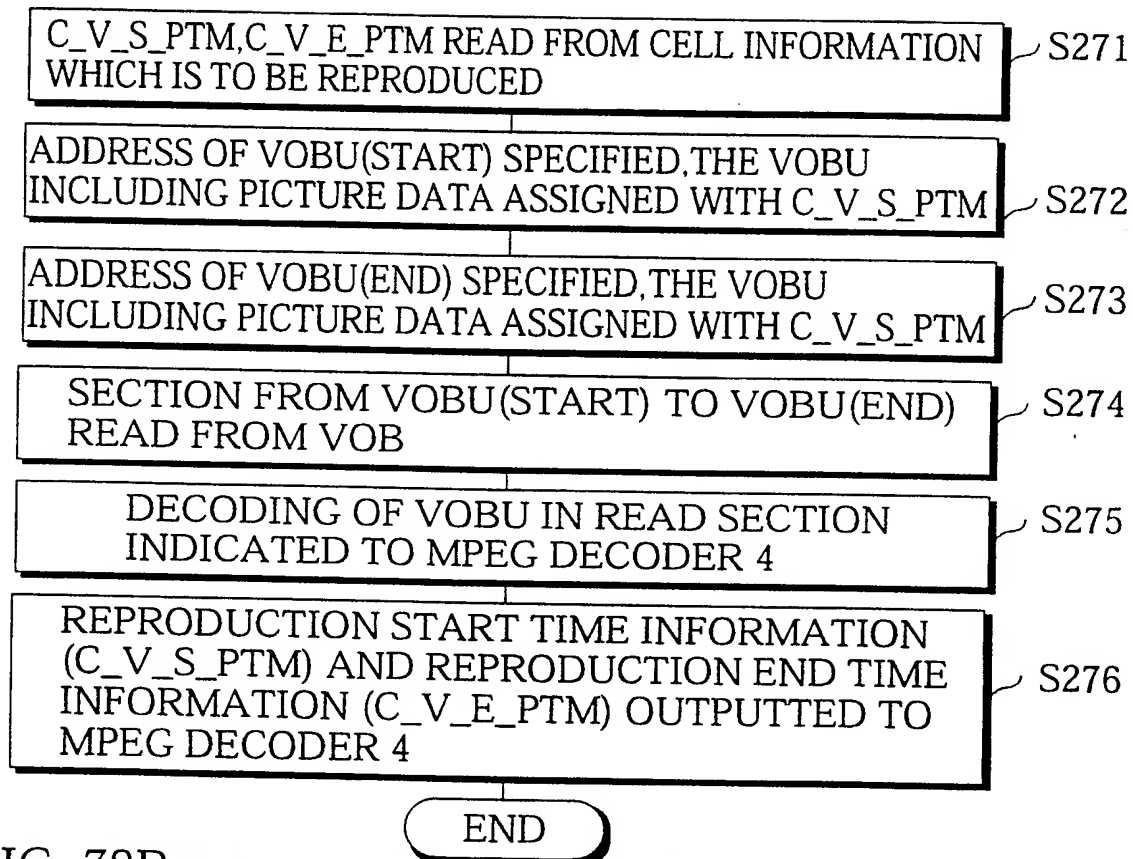 C_V_S_PTM,C_V_E_PTM READ FROM CELL INFORMATION
WHICH IS TO BE REPRODUCED
S271
ADDRESS OF VOBU(START) SPECIFIED,THE VOBU
INCLUDING PICTURE DATA ASSIGNED WITH C_V_S_PTM
S272
ADDRESS OF VOBU(END) SPECIFIED,THE VOBU
INCLUDING PICTURE DATA ASSIGNED WITH C_V_S_PTM
S273
SECTION FROM VOBU(START) TO VOBU(END)
READ FROM VOB
S274
DECODING OF VOBU IN READ SECTION
INDICATED TO MPEG DECODER 4
S275
REPRODUCTION START TIME INFORMATION
(C_V_S_PTM) AND REPRODUCTION END TIME
INFORMATION (C_V_E_PTM) OUTPUTTED TO
MPEG DECODER 4
S276
END